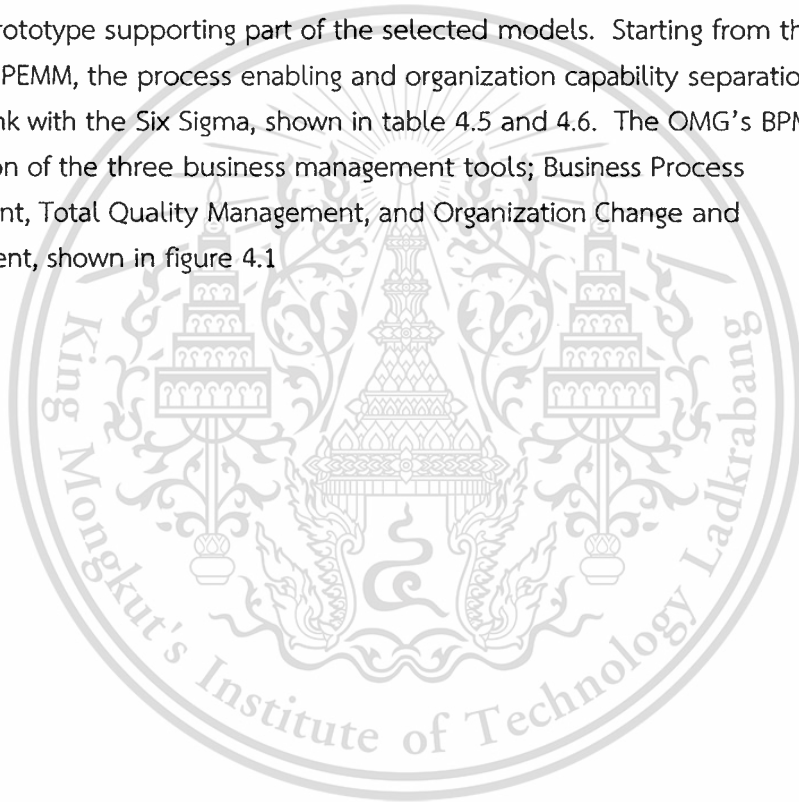 rototype supporting part of the selected models. Starting from th
PEMM, the process enabling and organization capability separatio
nk with the Six Sigma, shown in table 4.5 and 4.6. The OMG's BPM
on of the three business management tools; Business Process
nt, Total Quality Management, and Organization Change and
ent, shown in figure 4.1
King Mongkut's Institute of Technology Ladkrabang